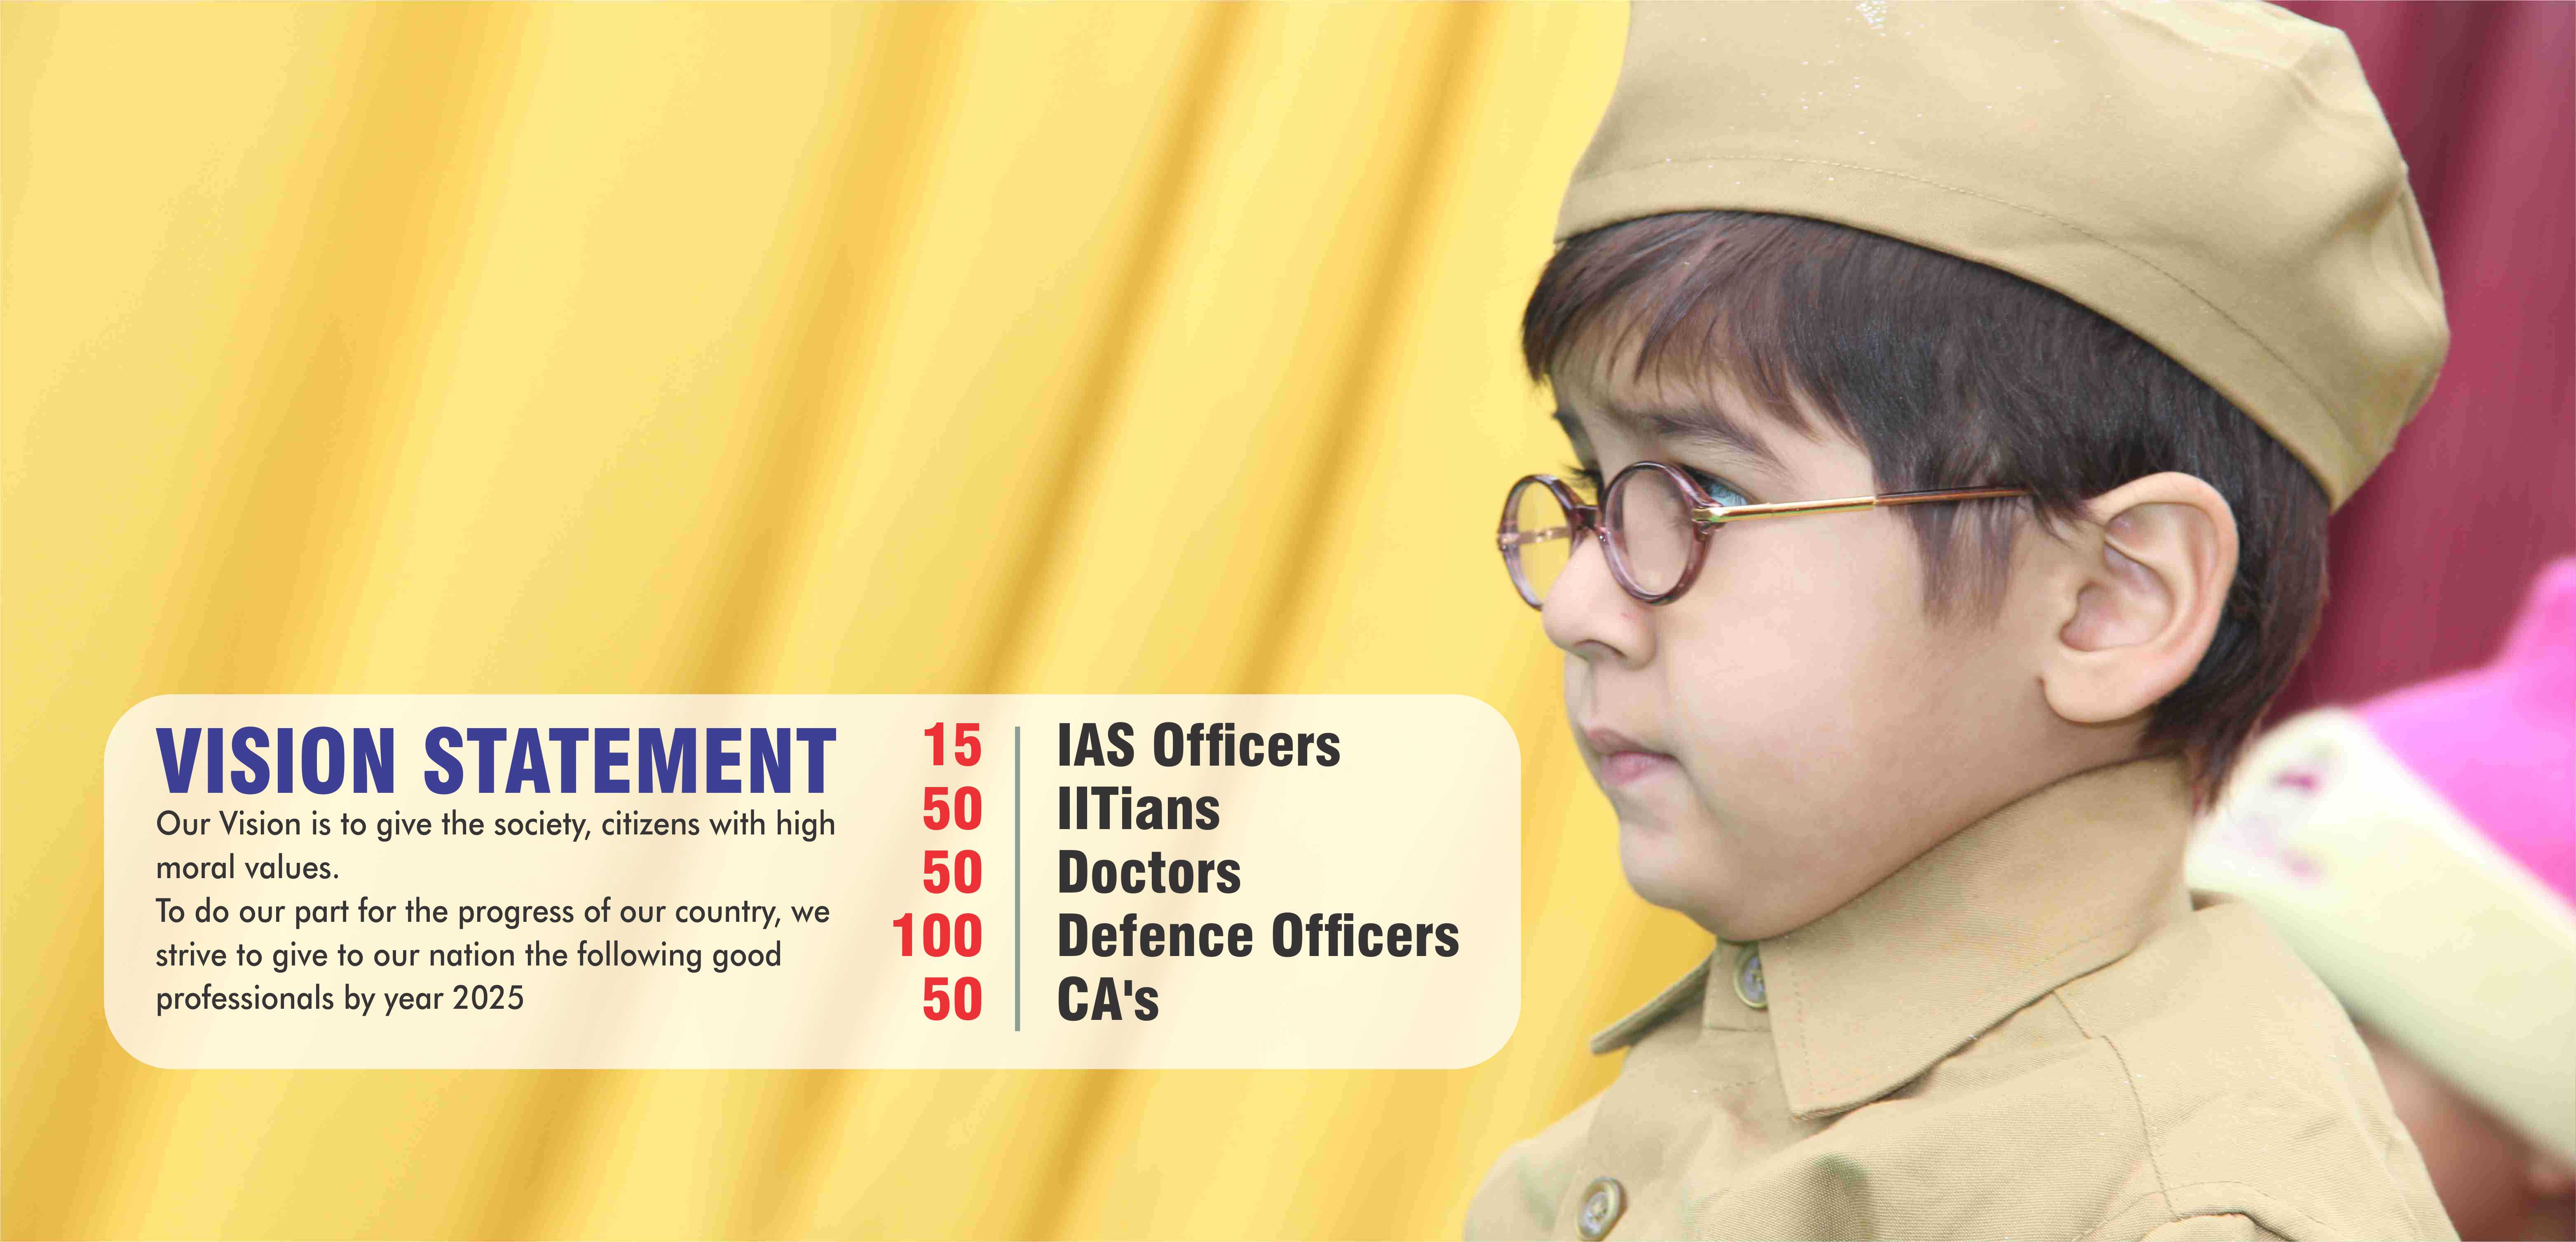 VISION STATEMENT
Our Vision is to give the society, citizens with high
moral values.
To do our part for the progress of our country, we
strive to give to our nation the following good
professionals by year 2025
15 IAS Officers
50 IITians
50 Doctors
100 Defence Officers
50 CA's